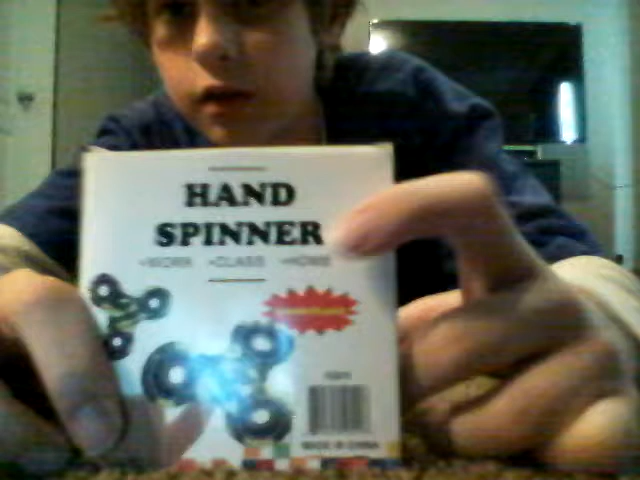 HAND
SPINNER
•WORK •CLASS •HOME
MADE IN CHINA